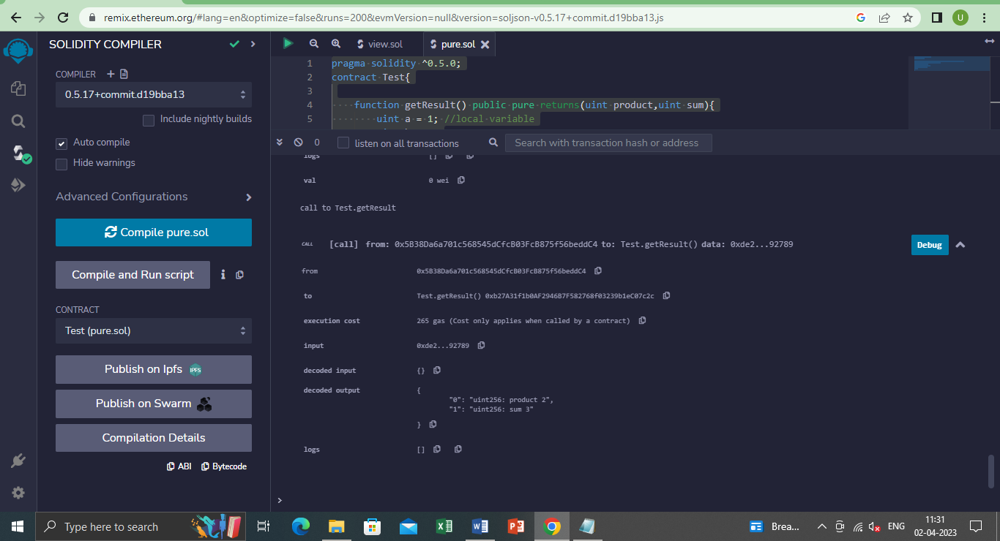 remix.ethereum.org/#lang=en&optimize=false&runs=200&evmVersion=null&version=soljson-v0.5.17+commit.d19bba13.js
U
SOLIDITY COMPILER
COMPILER
0.5.17+commit.d19bba13
Include nightly builds
Auto compile
Hide warnings
Advanced Configurations
Compile pure.sol
Compile and Run script
CONTRACT
Test (pure.sol)
Publish on Ipfs
IPFS
Publish on Swarm
Compilation Details
ABI Bytecode
view.sol pure.sol
1 pragma solidity ^0.5.0;
2 contract Test{
3
4 function getResult() public pure returns(uint product,uint sum){
5 uint a = 1; //local variable
0 listen on all transactions Search with transaction hash or address
logs []
val 0 wei
call to Test.getResult
CALL [call] from: 0x5B38Da6a701c568545dCfcB03FcB875f56beddC4 to: Test.getResult() data: 0xde2...92789 Debug
from 0x5B38Da6a701c568545dCfcB03FcB875f56beddC4
to Test.getResult() 0xb27A31f1b0AF2946B7F582768f03239b1eC07c2c
execution cost 265 gas (Cost only applies when called by a contract)
input 0xde2...92789
decoded input {}
decoded output {
"0": "uint256: product 2",
"1": "uint256: sum 3"
}
logs []
>
Type here to search
Brea...
ENG
11:31
02-04-2023